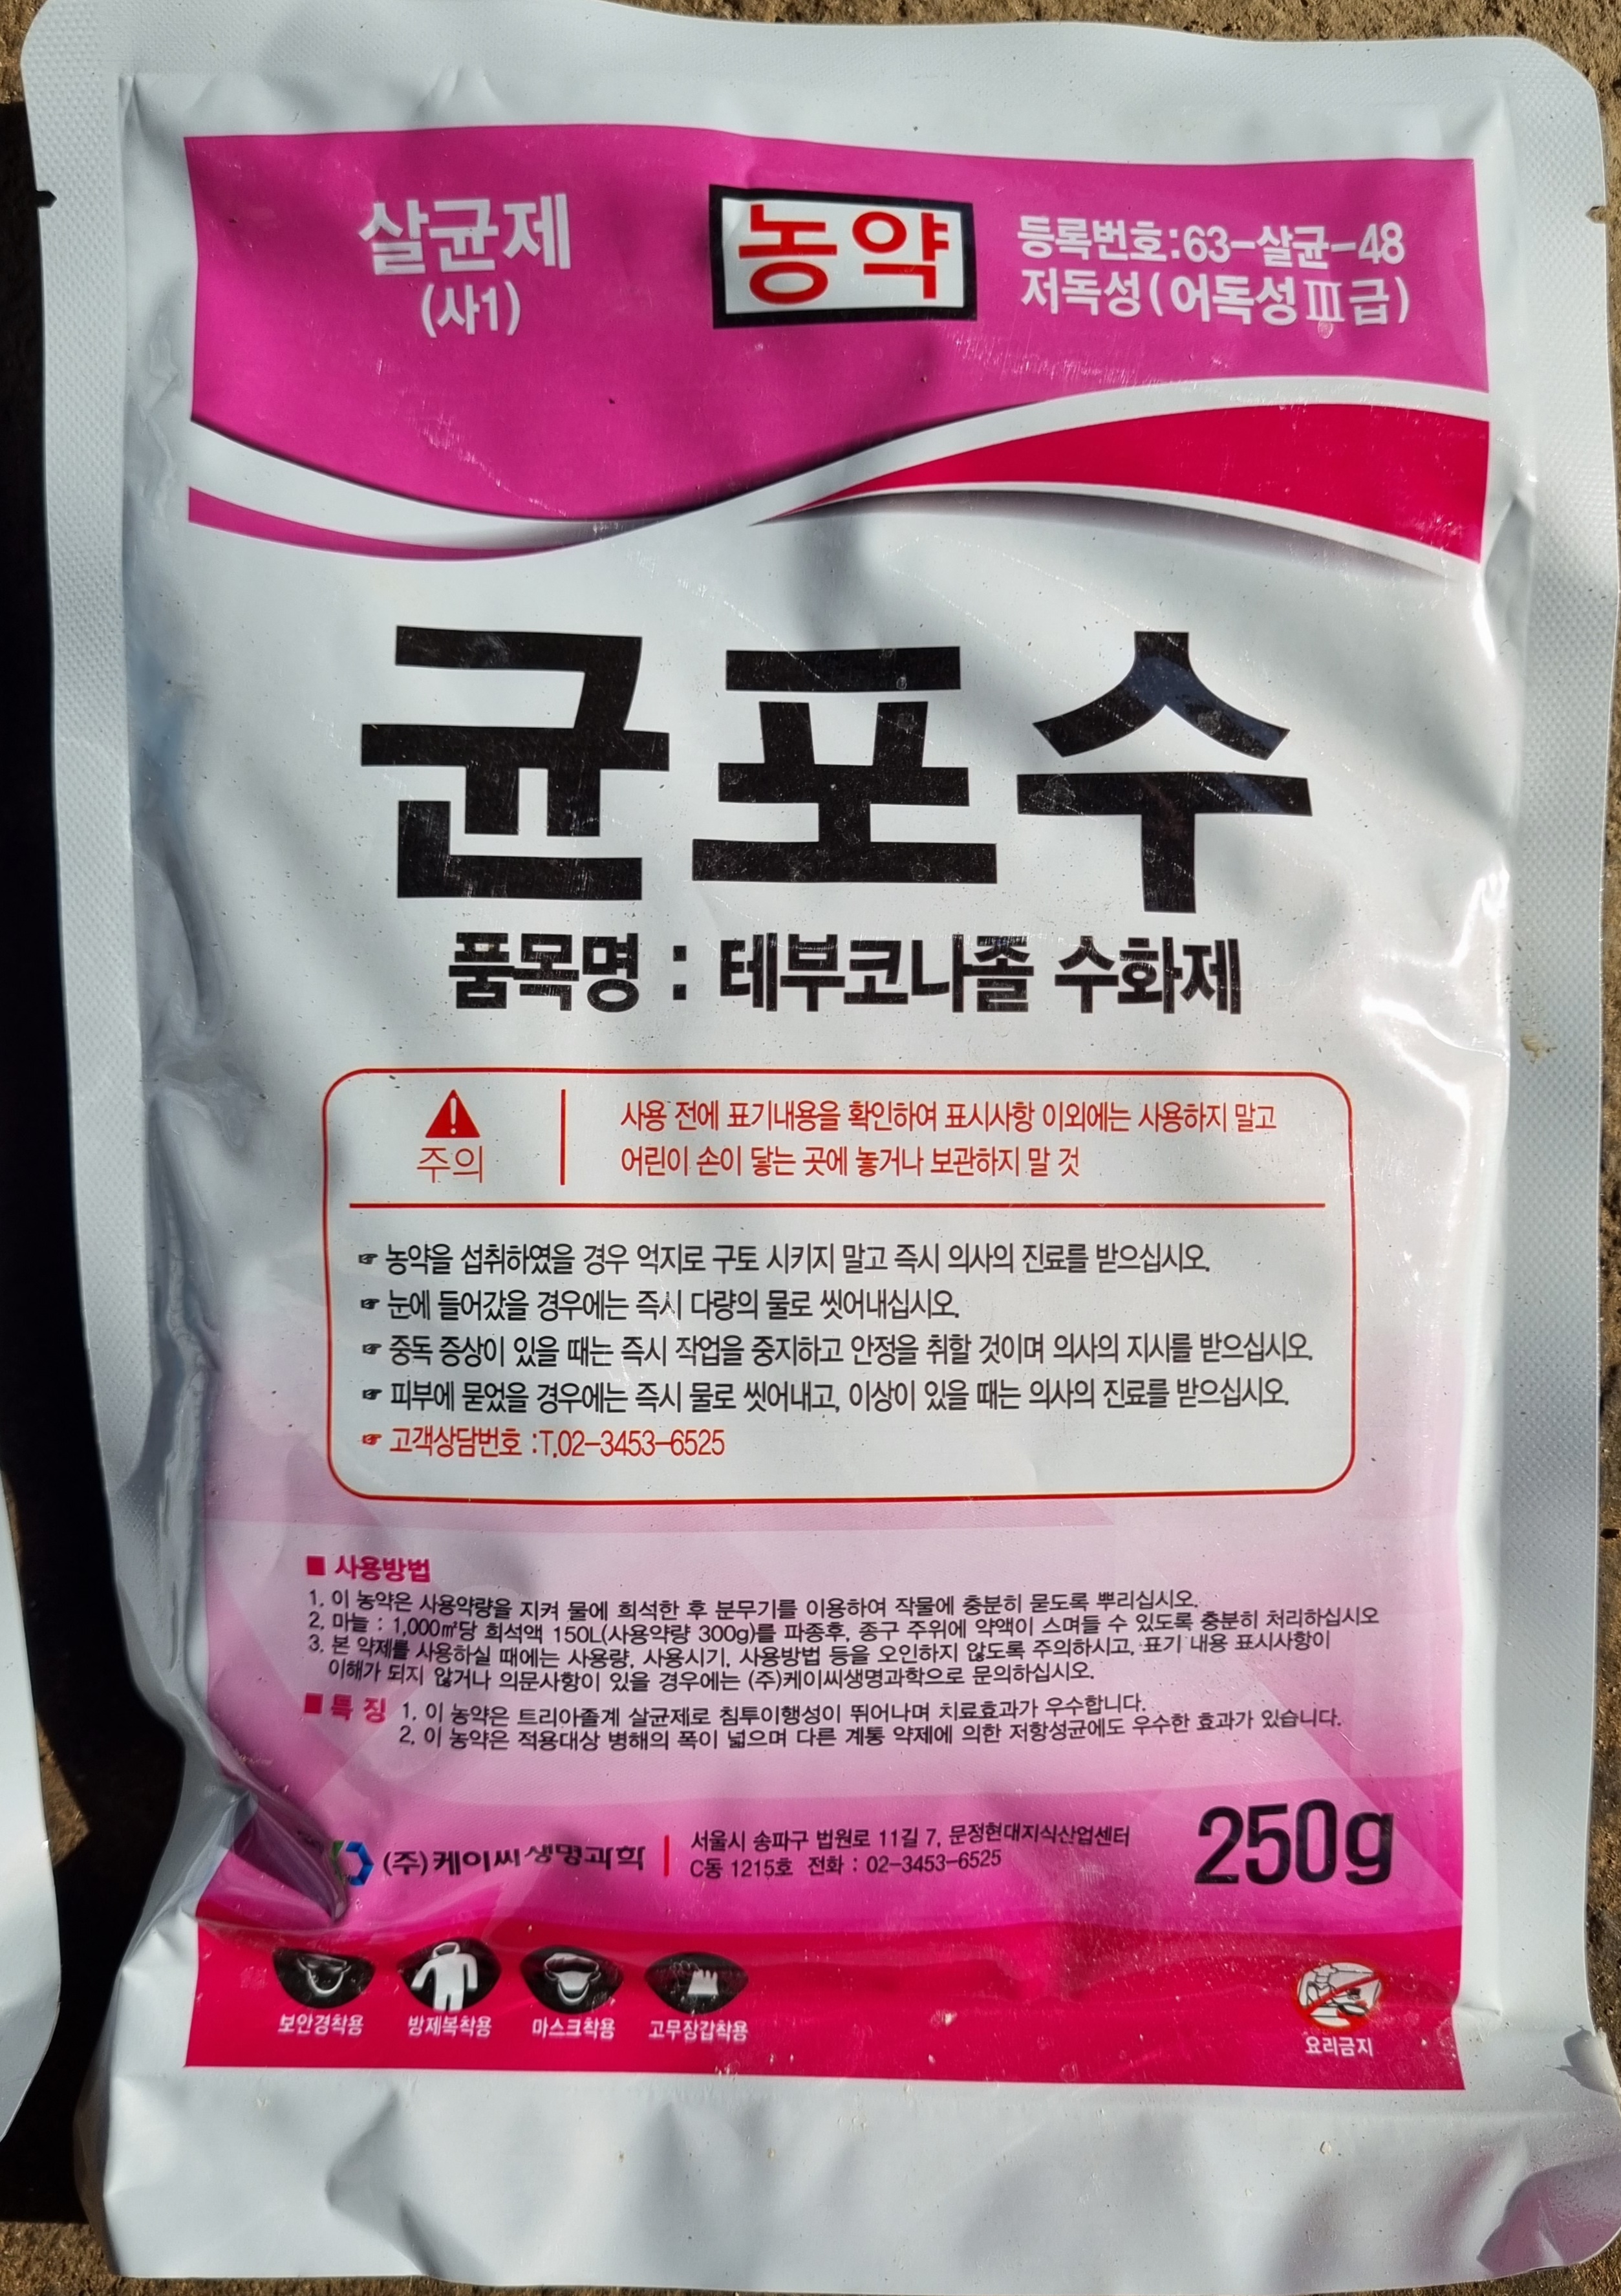 살균제
(사1)
농약
등록번호:63-살균-48
저독성(어독성Ⅲ급)
균포수
품목명 : 테부코나졸 수화제
주의
사용 전에 표기내용을 확인하여 표시사항 이외에는 사용하지 말고
어린이 손이 닿는 곳에 놓거나 보관하지 말 것
☞ 농약을 섭취하였을 경우 억지로 구토 시키지 말고 즉시 의사의 진료를 받으십시오.
☞ 눈에 들어갔을 경우에는 즉시 다량의 물로 씻어내십시오.
☞ 중독 증상이 있을 때는 즉시 작업을 중지하고 안정을 취할 것이며 의사의 지시를 받으십시오.
☞ 피부에 묻었을 경우에는 즉시 물로 씻어내고, 이상이 있을 때는 의사의 진료를 받으십시오.
☞ 고객상담번호 :T.02-3453-6525
■ 사용방법
1. 이 농약은 사용약량을 지켜 물에 희석한 후 분무기를 이용하여 작물에 충분히 묻도록 뿌리십시오.
2. 마늘 : 1,000㎡당 희석액 150L(사용약량 300g)를 파종후, 종구 주위에 약액이 스며들 수 있도록 충분히 처리하십시오
3. 본 약제를 사용하실 때에는 사용량, 사용시기, 사용방법 등을 오인하지 않도록 주의하시고, 표기 내용 표시사항이
이해가 되지 않거나 의문사항이 있을 경우에는 (주)케이씨생명과학으로 문의하십시오.
■ 특 징 1. 이 농약은 트리아졸계 살균제로 침투이행성이 뛰어나며 치료효과가 우수합니다.
2. 이 농약은 적용대상 병해의 폭이 넓으며 다른 계통 약제에 의한 저항성균에도 우수한 효과가 있습니다.
(주)케이씨생명과학
서울시 송파구 법원로 11길 7, 문정현대지식산업센터
C동 1215호 전화 : 02-3453-6525
250g
보안경착용 방제복착용 마스크착용 고무장갑착용
요리금지